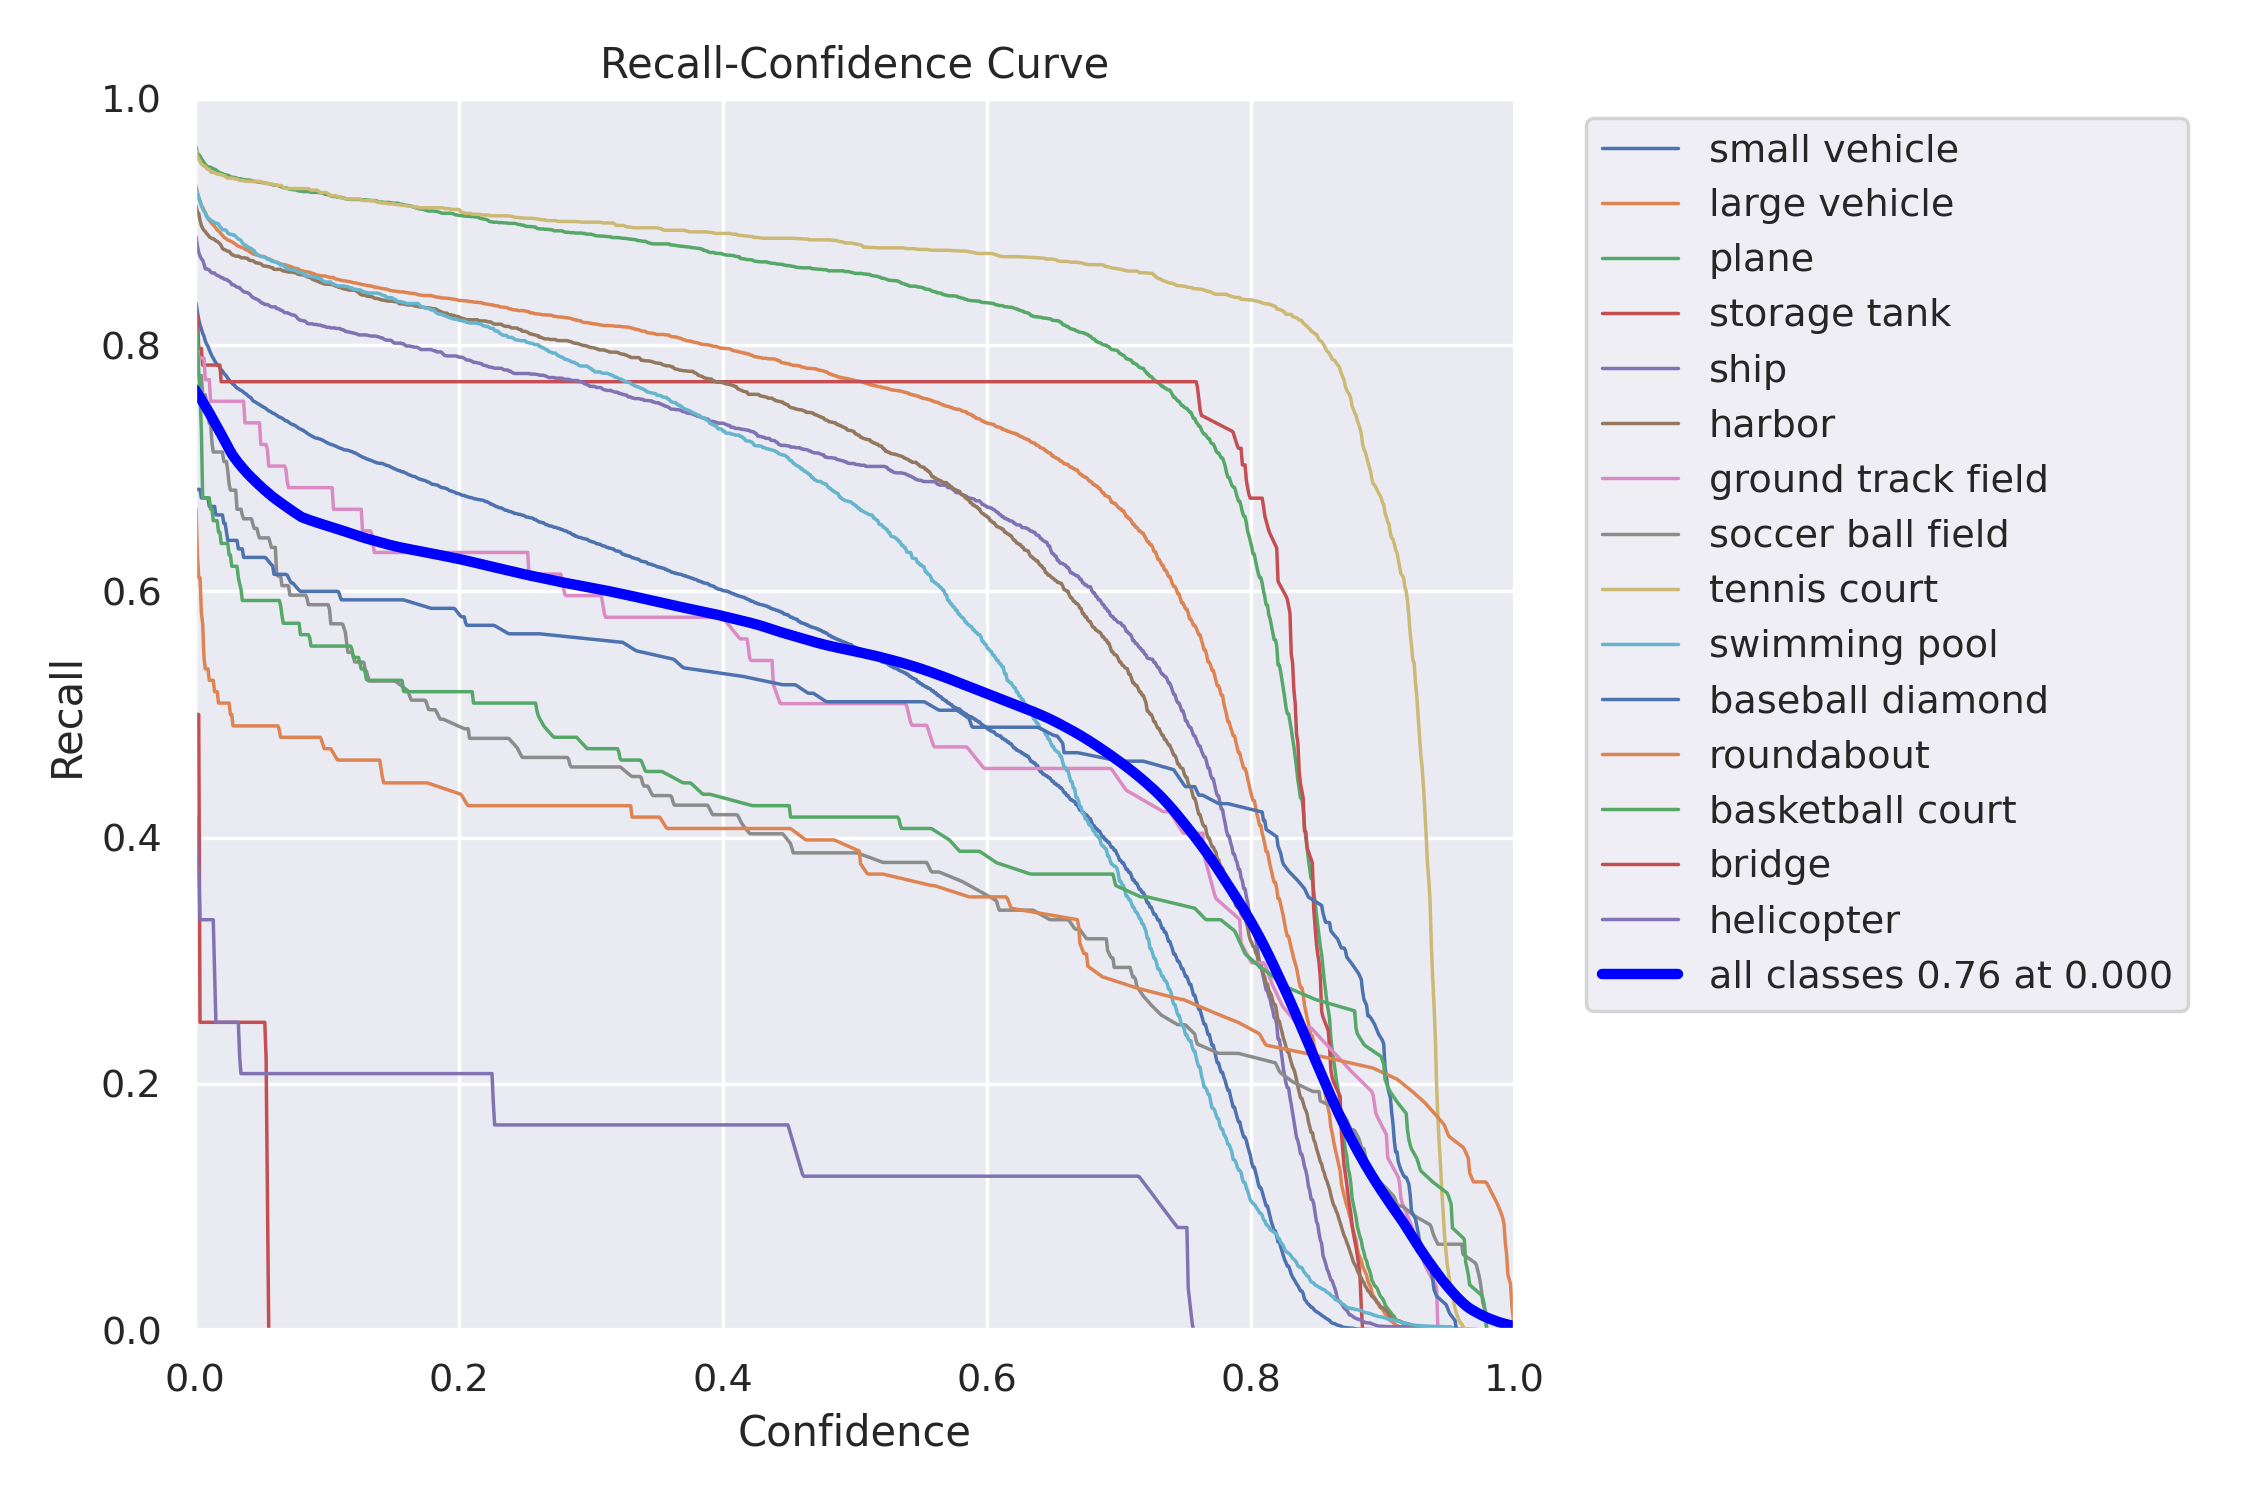 Recall-Confidence Curve
1.0
0.8
0.6
0.4
0.2
0.0
Recall
0.0 0.2 0.4 0.6 0.8 1.0
Confidence
small vehicle
large vehicle
plane
storage tank
ship
harbor
ground track field
soccer ball field
tennis court
swimming pool
baseball diamond
roundabout
basketball court
bridge
helicopter
all classes 0.76 at 0.000